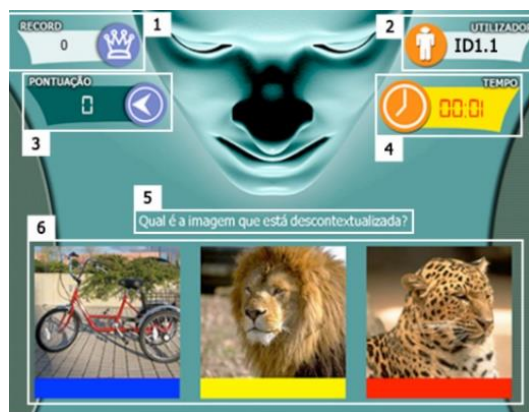 RECORD
0
1
2
UTILIZADOR
ID1.1
PONTUAÇÃO
0
3
TEMPO
00:01
4
5
Qual é a imagem que está descontextualizada?
6